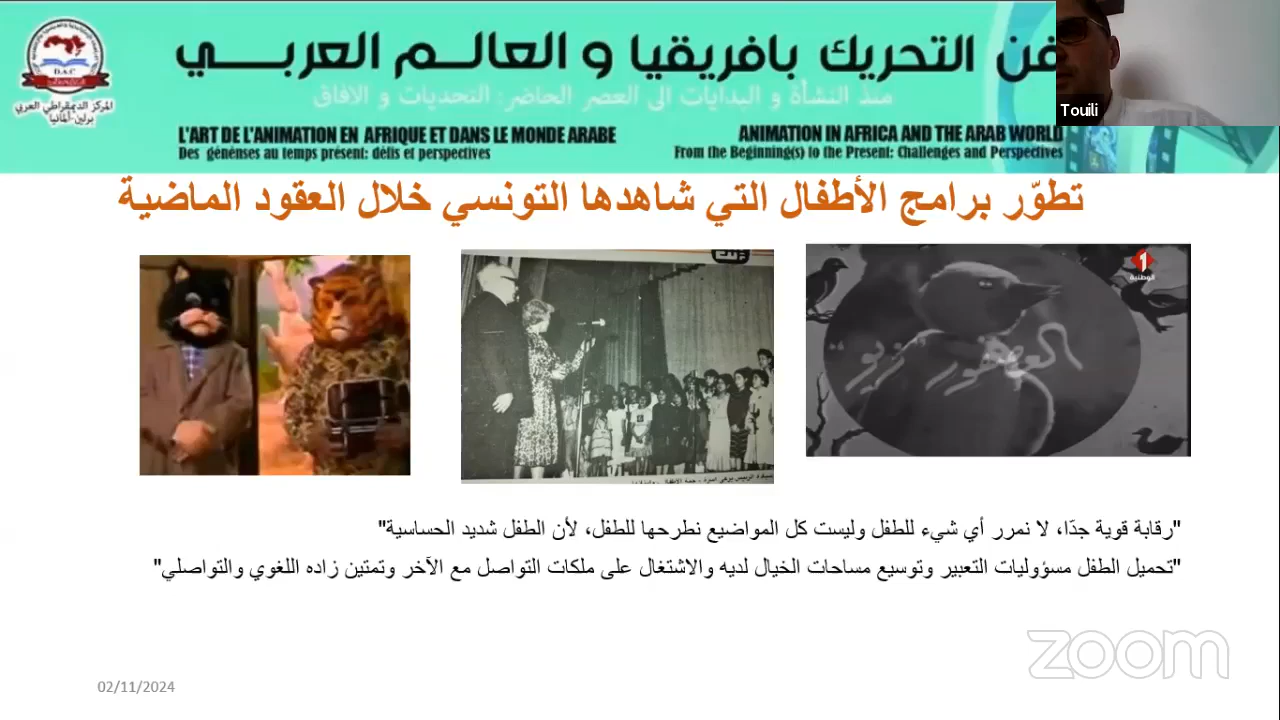 فن التحريك بافريقيا و العالم العربي
منذ النشأة و البدايات الى العصر الحاضر: التحديات و الآفاق
D.A.C
المركز الديمقراطي العربي
برلين-ألمانيا
L'ART DE L'ANIMATION EN AFRIQUE ET DANS LE MONDE ARABE
Des génénses au temps présent: délis et perspectives
ANIMATION IN AFRICA AND THE ARAB WORLD
From the Beginning(s) to the Present: Challenges and Perspectives
Touili
تطوّر برامج الأطفال التي شاهدها التونسي خلال العقود الماضية
1
الوطنية
العصفور
"رقابة قوية جدّا، لا نمرر أي شيء للطفل وليست كل المواضيع نطرحها للطفل، لأن الطفل شديد الحساسية"
"تحميل الطفل مسؤوليات التعبير وتوسيع مساحات الخيال لديه والاشتغال على ملكات التواصل مع الآخر وتمتين زاده اللغوي والتواصلي"
zoom
02/11/2024